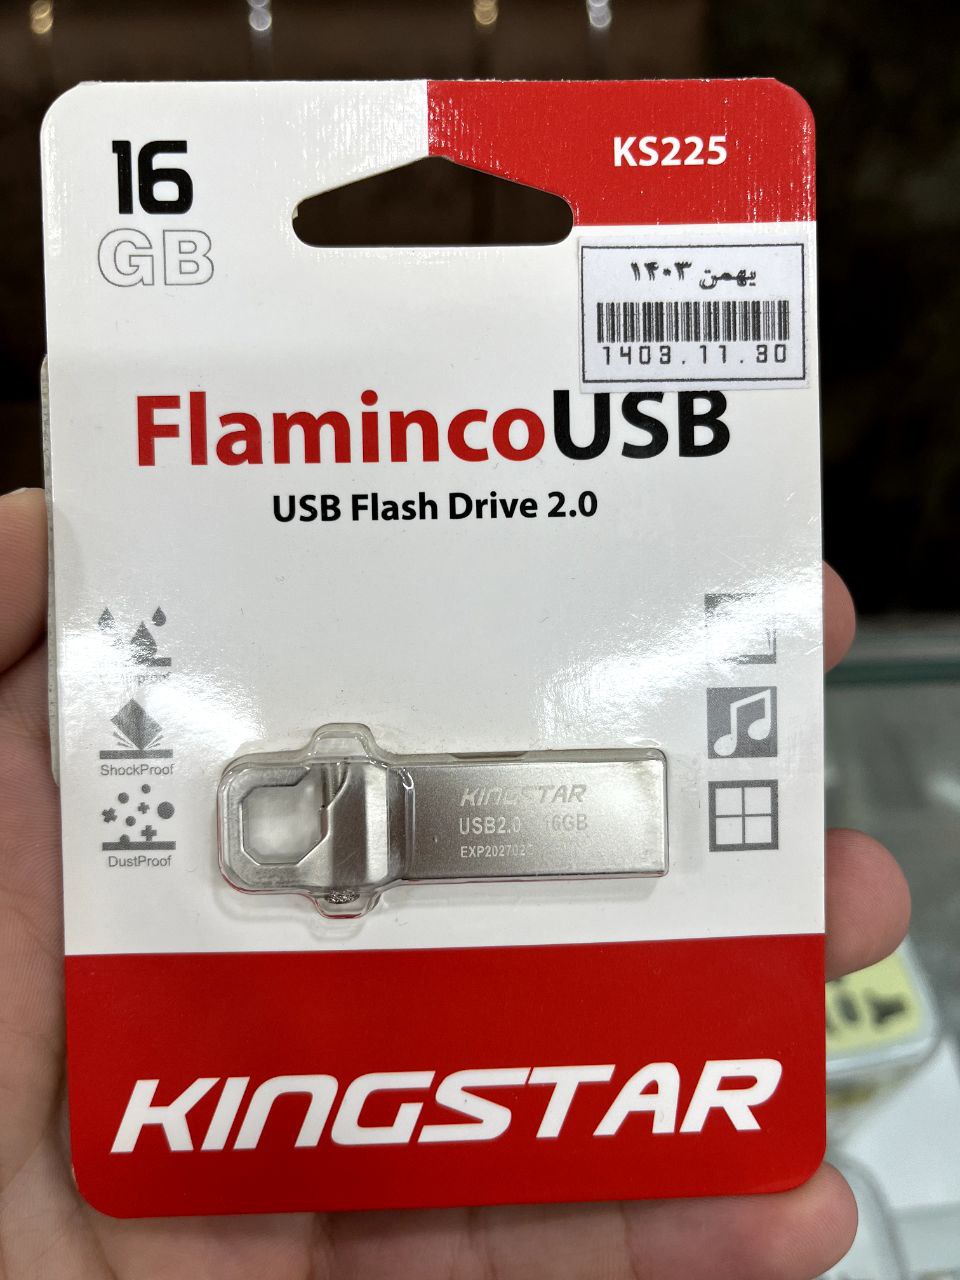 16
GB
KS225
بهمن ۱۴۰۳
1403.11.30
FlamincoUSB
USB Flash Drive 2.0
ShockProof
DustProof
KINGSTAR
USB2.0 16GB
KINGSTAR